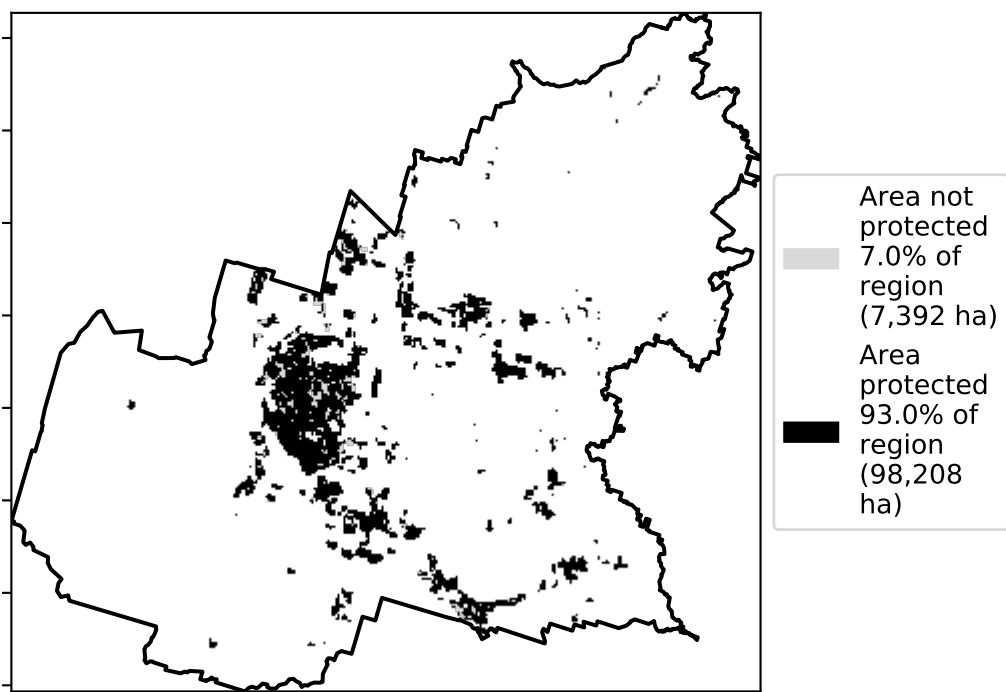 Area not
protected
7.0% of
region
(7,392 ha)
Area
protected
93.0% of
region
(98,208
ha)